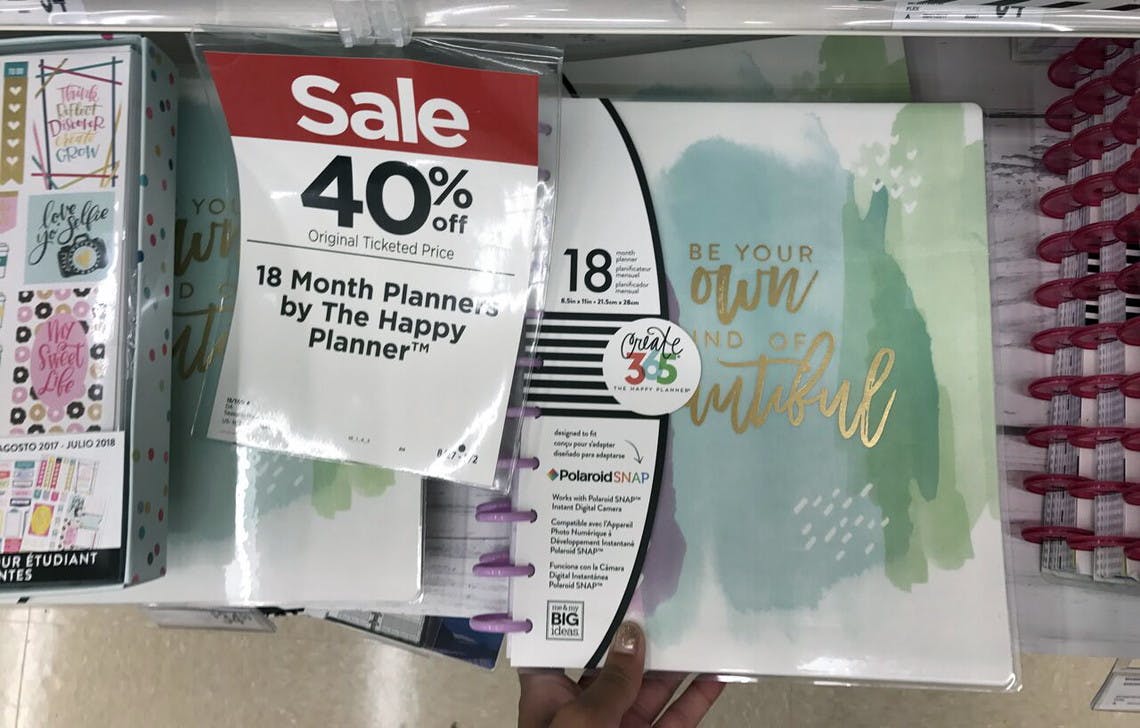 Think
Reflect
Discover
Create
GROW
love
yo' Selfie
My
Sweet
Life
AGOSTO 2017 - JULIO 2018
UR ÉTUDIANT
NTES
Sale
40%
off
Original Ticketed Price
18 Month Planners
by The Happy
Planner™
18
month
planner
planificateur
mensuel
planificador
mensual
8.5in x 11in • 21.5cm x 28cm
create
365
THE HAPPY PLANNER®
designed to fit
conçu pour s'adapter
diseñado para adaptarse
Polaroid SNAP
Works with Polaroid SNAP™
Instant Digital Camera
Compatible avec l'Appareil
Photo Numérique à
Développement Instantané
Polaroid SNAP™
Funciona con la Cámara
Digital Instantánea
Polaroid SNAP™
me & my
BIG
ideas
BE YOUR
own
IND OF
autiful